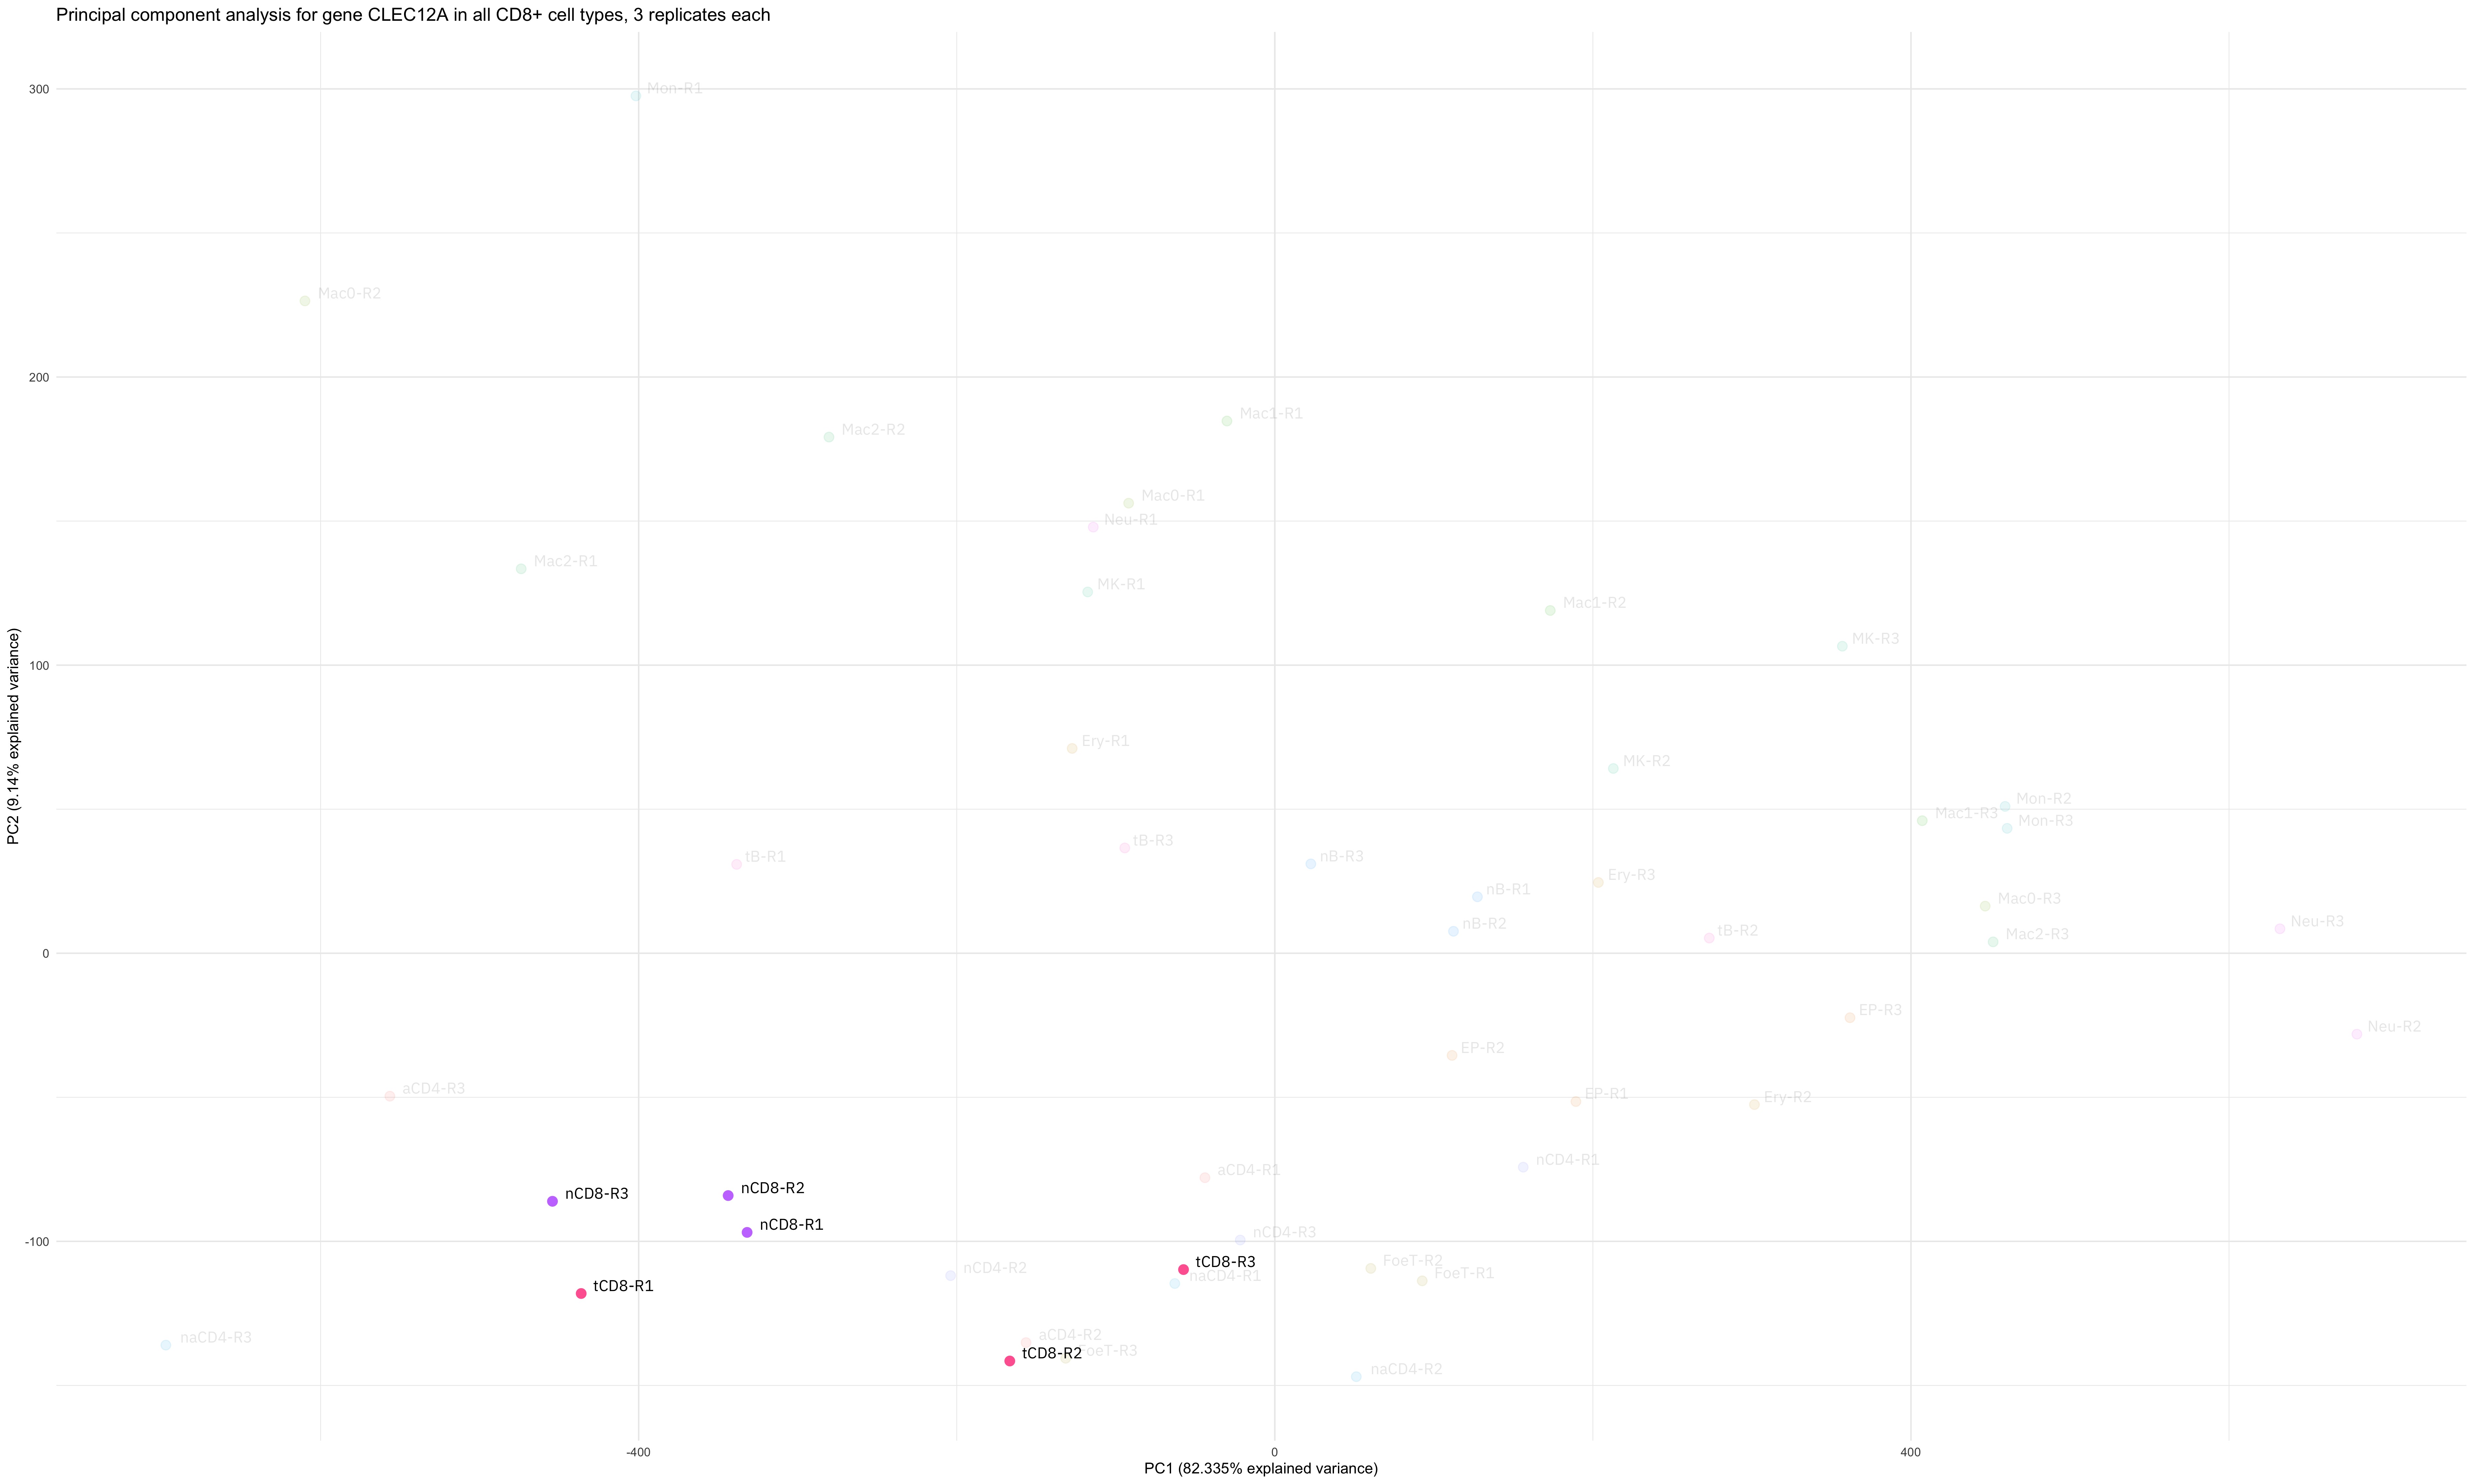 Principal component analysis for gene CLEC12A in all CD8+ cell types, 3 replicates each
300
Mon-R1
Mac0-R2
200
Mac1-R1
Mac2-R2
Mac0-R1
Neu-R1
Mac2-R1
MK-R1
Mac1-R2
100
MK-R3
Ery-R1
MK-R2
Mon-R2
Mac1-R3
Mon-R3
tB-R1
tB-R3
nB-R3
Ery-R3
nB-R1
Mac0-R3
nB-R2
tB-R2
Neu-R3
Mac2-R3
0
EP-R3
Neu-R2
EP-R2
aCD4-R3
EP-R1
Ery-R2
nCD4-R1
aCD4-R1
nCD8-R3
nCD8-R2
nCD8-R1
-100
nCD4-R3
tCD8-R3
FoeT-R2
nCD4-R2
naCD4-R1
FoeT-R1
tCD8-R1
naCD4-R3
aCD4-R2
FoeT-R3
tCD8-R2
naCD4-R2
PC2 (9.14% explained variance)
-400
0
400
PC1 (82.335% explained variance)